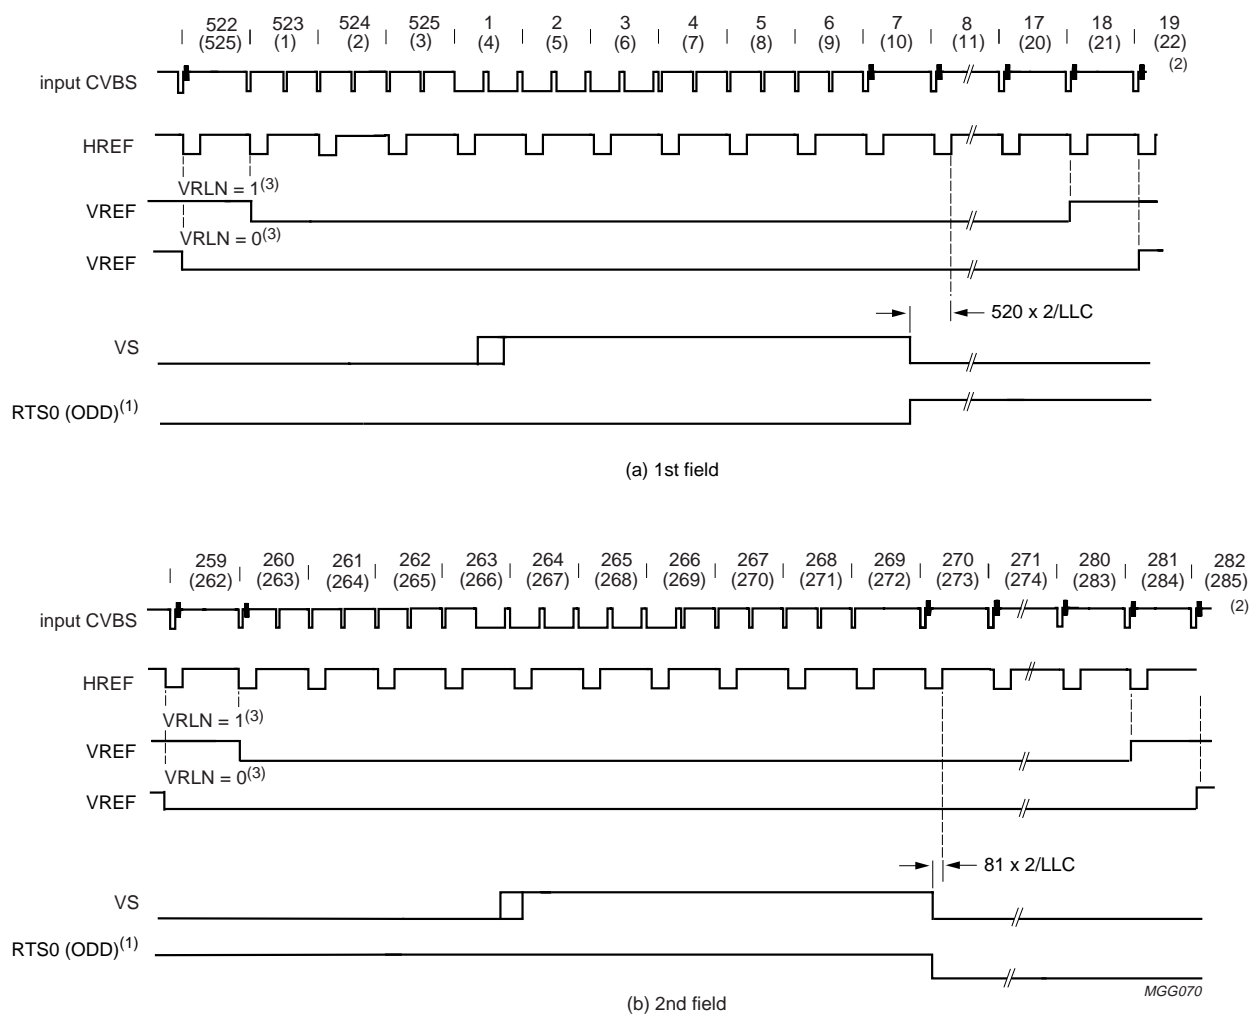 522 523 524 525 1 2 3 4 5 6 7 8 17 18 19
(525) (1) (2) (3) (4) (5) (6) (7) (8) (9) (10) (11) (20) (21) (22)
input CVBS (2)
HREF
VRLN = 1(3)
VREF
VRLN = 0(3)
VREF
520 x 2/LLC
VS
RTS0 (ODD)(1)
(a) 1st field
259 260 261 262 263 264 265 266 267 268 269 270 271 280 281 282
(262) (263) (264) (265) (266) (267) (268) (269) (270) (271) (272) (273) (274) (283) (284) (285)
input CVBS (2)
HREF
VRLN = 1(3)
VREF
VRLN = 0(3)
VREF
81 x 2/LLC
VS
RTS0 (ODD)(1)
MGG070
(b) 2nd field